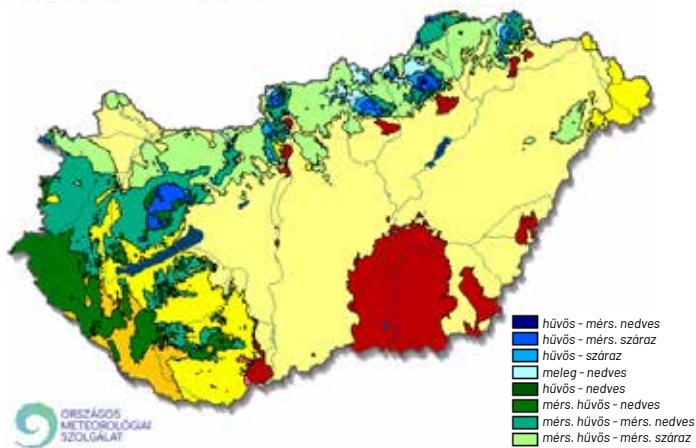 hűvös - mérs. nedves
hűvös - mérs. száraz
hűvös - száraz
meleg - nedves
hűvös - nedves
mérs. hűvös - nedves
mérs. hűvös - mérs. nedves
mérs. hűvös - mérs. száraz
ORSZÁGOS
METEOROLÓGIAI
SZOLGÁLAT